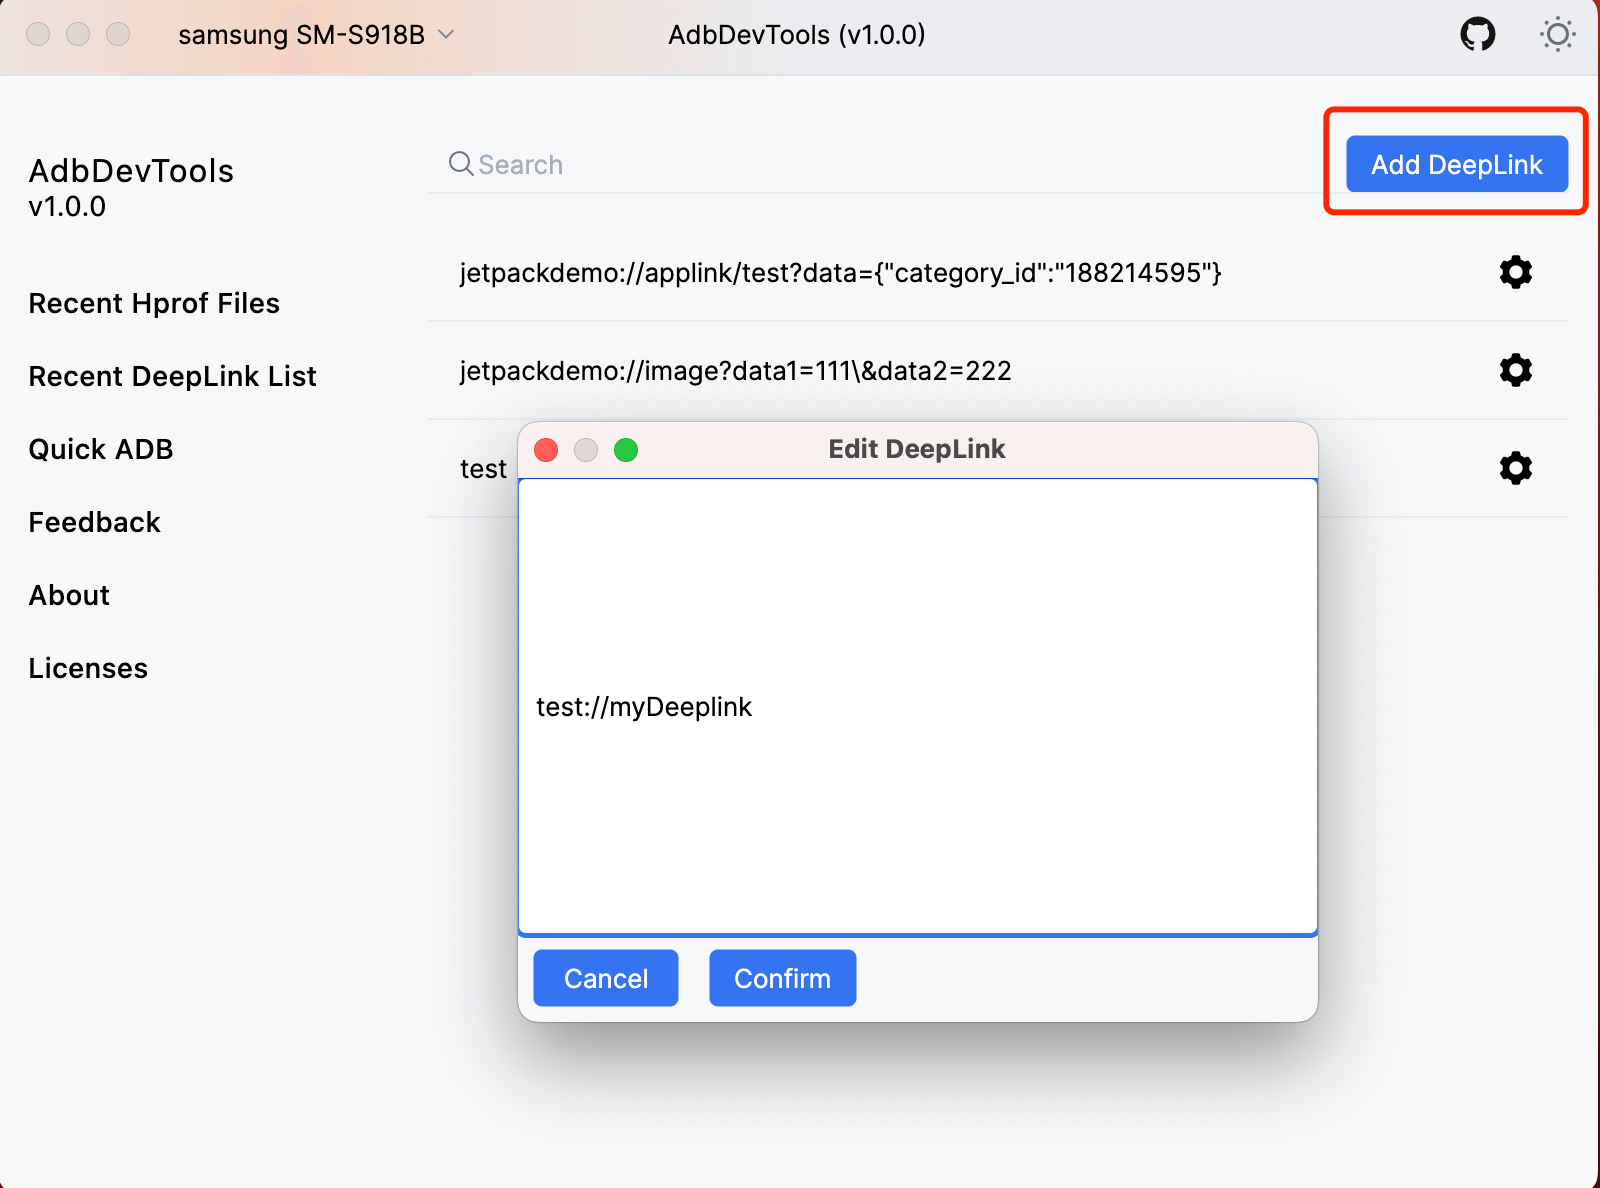 samsung SM-S918B
AdbDevTools (v1.0.0)
AdbDevTools
v1.0.0
Recent Hprof Files
Recent DeepLink List
Quick ADB
Feedback
About
Licenses
Search
Add DeepLink
jetpackdemo://applink/test?data={"category_id":"188214595"}
jetpackdemo://image?data1=111\&data2=222
test
Edit DeepLink
test://myDeeplink
Cancel
Confirm